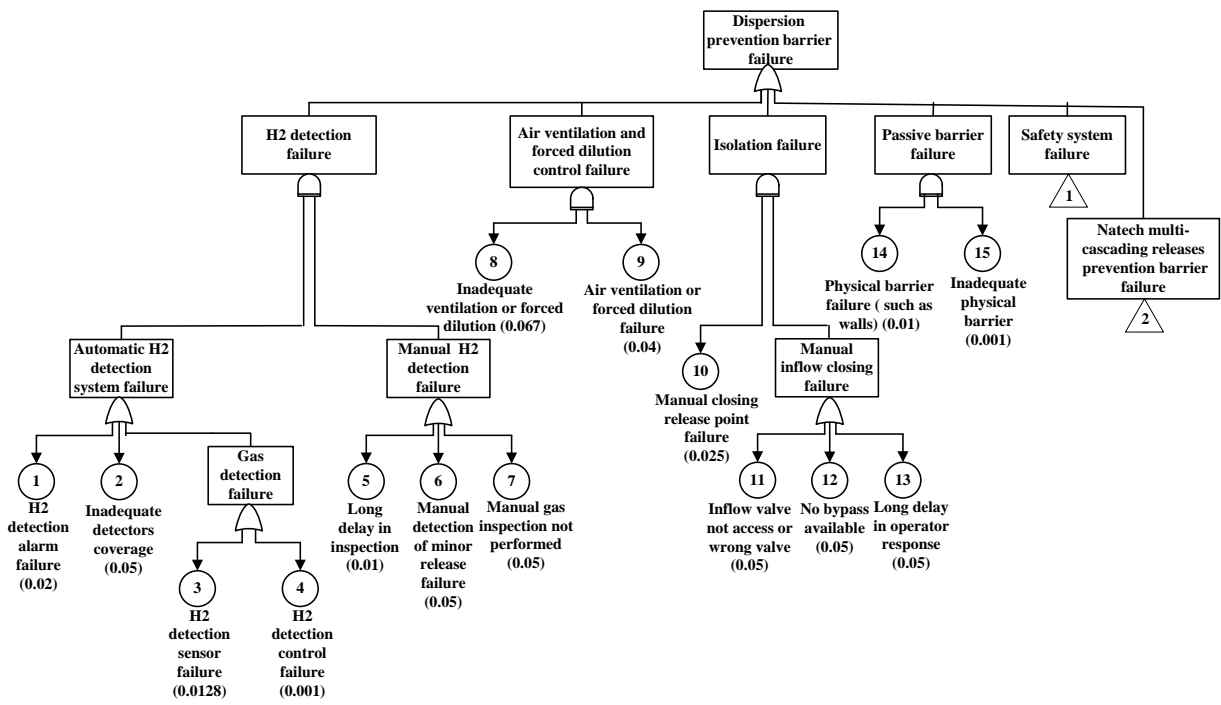 Dispersion
prevention barrier
failure
H2 detection
failure
Air ventilation and
forced dilution
control failure
Isolation failure
Passive barrier
failure
Safety system
failure
1
Natech multi-
cascading releases
prevention barrier
failure
2
8
Inadequate
ventilation or forced
dilution (0.067)
9
Air ventilation or
forced dilution
failure
(0.04)
14
Physical barrier
failure ( such as
walls) (0.01)
15
Inadequate
physical
barrier
(0.001)
Automatic H2
detection
system failure
Manual H2
detection
failure
10
Manual closing
release point
failure
(0.025)
Manual
inflow closing
failure
1
H2
detection
alarm
failure
(0.02)
2
Inadequate
detectors
coverage
(0.05)
Gas
detection
failure
3
H2
detection
sensor
failure
(0.0128)
4
H2
detection
control
failure
(0.001)
5
Long
delay in
inspection
(0.01)
6
Manual
detection
of minor
release
failure
(0.05)
7
Manual gas
inspection not
performed
(0.05)
11
Inflow valve
not access or
wrong valve
(0.05)
12
No bypass
available
(0.05)
13
Long delay
in operator
response
(0.05)